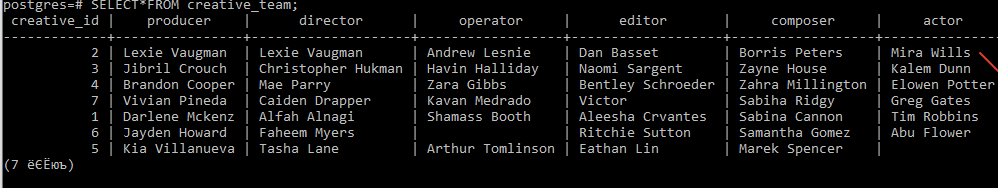 postgres=# SELECT*FROM creative_team;
creative_id | producer | director | operator | editor | composer | actor
2 | Lexie Vaugman | Lexie Vaugman | Andrew Lesnie | Dan Basset | Borris Peters | Mira Wills
3 | Jibril Crouch | Christopher Hukman | Havin Halliday | Naomi Sargent | Zayne House | Kalem Dunn
4 | Brandon Cooper | Mae Parry | Zara Gibbs | Bentley Schroeder | Zahra Millington | Elowen Potter
7 | Vivian Pineda | Caiden Drapper | Kavan Medrado | Victor | Sabiha Ridgy | Greg Gates
1 | Darlene Mckenz | Alfah Alnagi | Shamass Booth | Aleesha Crvantes | Sabina Cannon | Tim Robbins
6 | Jayden Howard | Faheem Myers | | Ritchie Sutton | Samantha Gomez | Abu Flower
5 | Kia Villanueva | Tasha Lane | Arthur Tomlinson | Eathan Lin | Marek Spencer |
(7 ёЄЁюъ)